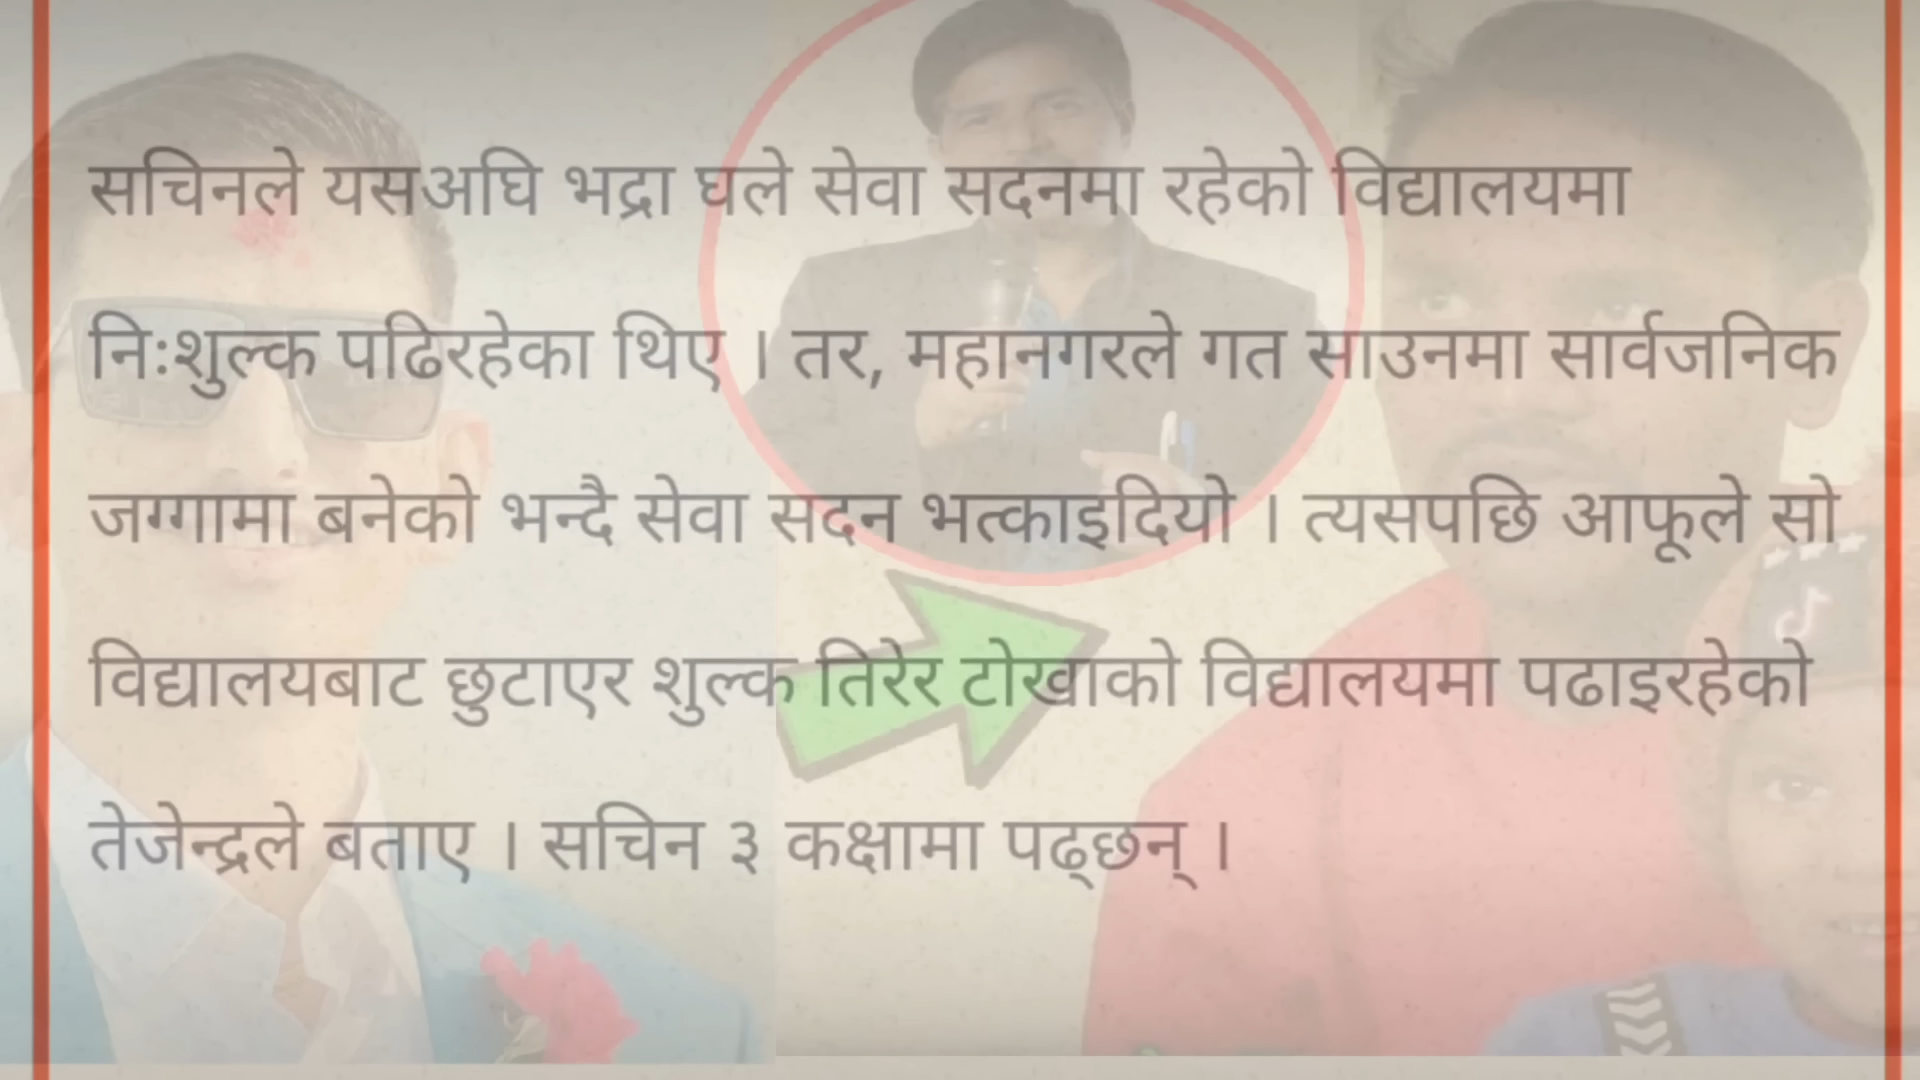 सचिनले यसअघि भद्रा घले सेवा सदनमा रहेको विद्यालयमा
निःशुल्क पढिरहेका थिए । तर, महानगरले गत साउनमा सार्वजनिक
जग्गामा बनेको भन्दै सेवा सदन भत्काइदियो । त्यसपछि आफूले सो
विद्यालयबाट छुटाएर शुल्क तिरेर टोखाको विद्यालयमा पढाइरहेको
तेजेन्द्रले बताए । सचिन ३ कक्षामा पढ्छन् ।